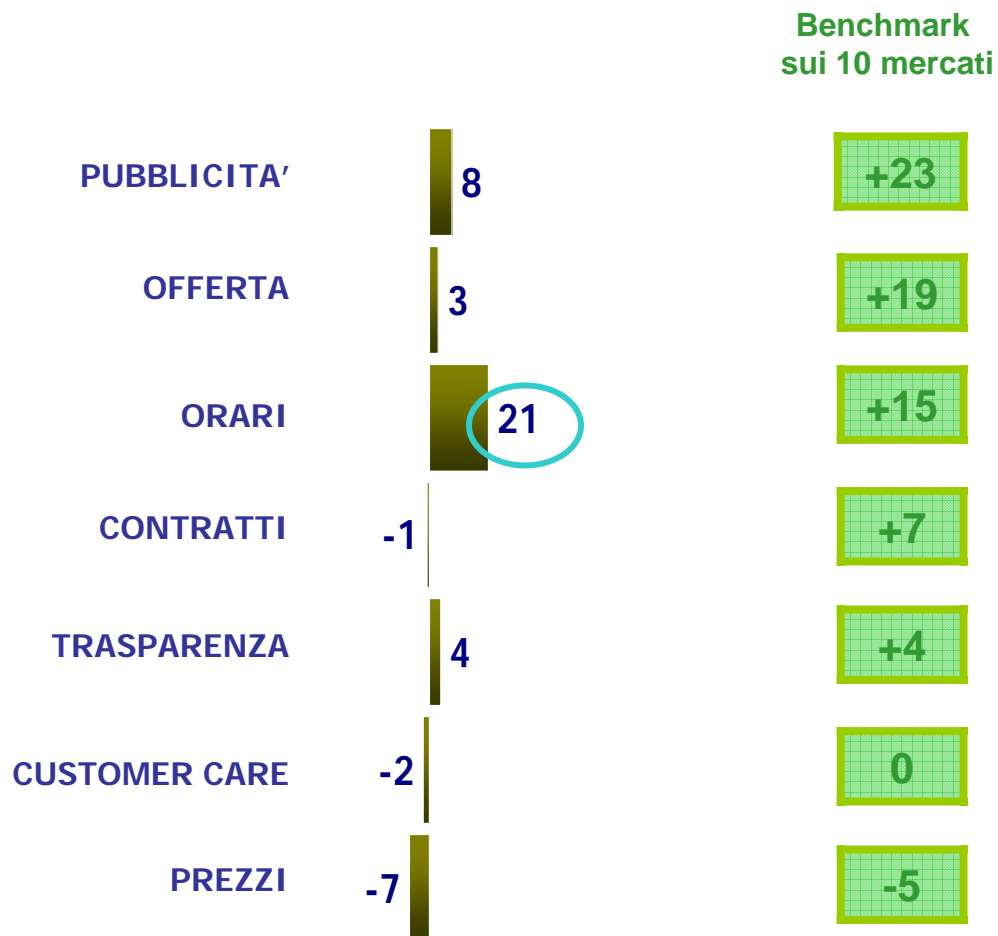 Benchmark
sui 10 mercati
PUBBLICITA’ 8 +23
OFFERTA 3 +19
ORARI 21 +15
CONTRATTI -1 +7
TRASPARENZA 4 +4
CUSTOMER CARE -2 0
PREZZI -7 -5